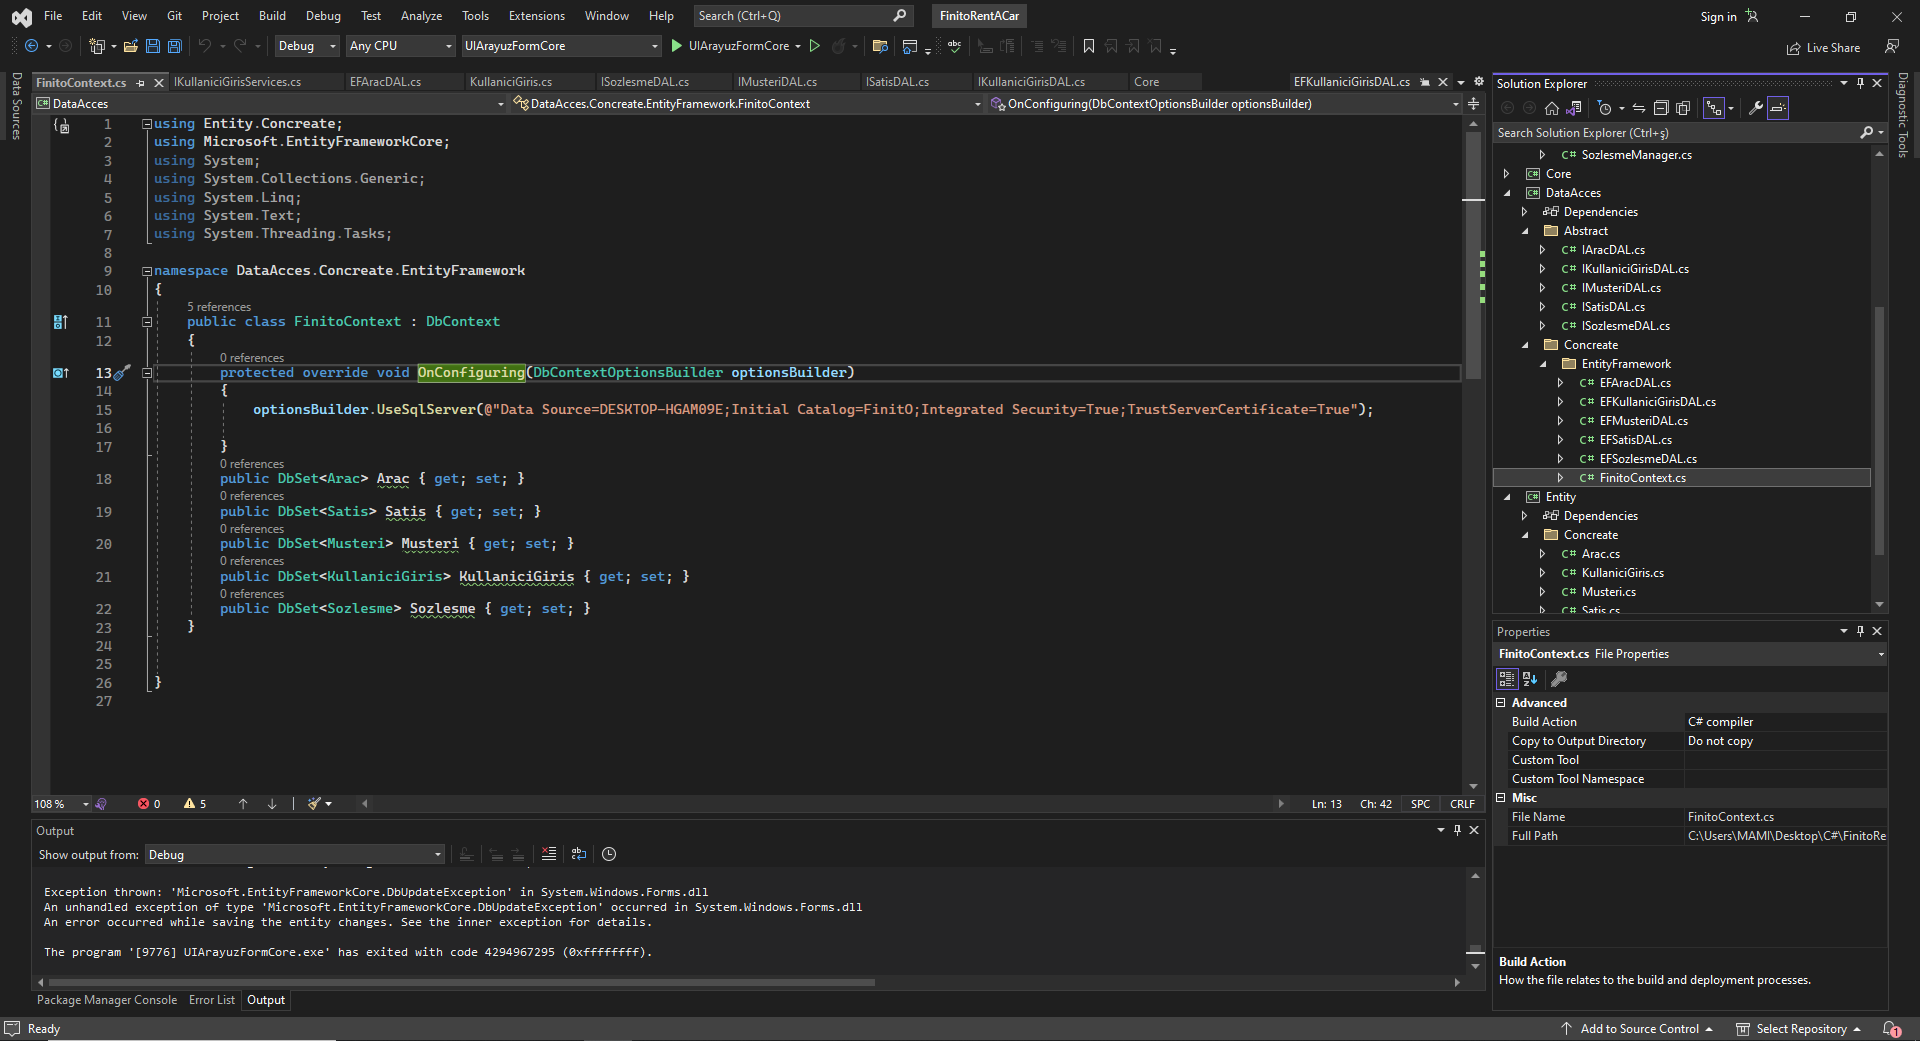 File Edit View Git Project Build Debug Test Analyze Tools Extensions Window Help Search (Ctrl+Q) FinitoRentACar Sign in
Debug Any CPU UIArayuzFormCore UIArayuzFormCore Live Share
Data Sources
FinitoContext.cs IKullaniciGirisServices.cs EFAracDAL.cs KullaniciGiris.cs ISozlesmeDAL.cs IMusteriDAL.cs ISatisDAL.cs IKullaniciGirisDAL.cs Core EFKullaniciGirisDAL.cs
DataAcces DataAcces.Concreate.EntityFramework.FinitoContext OnConfiguring(DbContextOptionsBuilder optionsBuilder)
1 using Entity.Concreate;
2 using Microsoft.EntityFrameworkCore;
3 using System;
4 using System.Collections.Generic;
5 using System.Linq;
6 using System.Text;
7 using System.Threading.Tasks;
8
9 namespace DataAcces.Concreate.EntityFramework
10 {
5 references
11 public class FinitoContext : DbContext
12 {
0 references
13 protected override void OnConfiguring(DbContextOptionsBuilder optionsBuilder)
14 {
15 optionsBuilder.UseSqlServer(@"Data Source=DESKTOP-HGAM09E;Initial Catalog=FinitO;Integrated Security=True;TrustServerCertificate=True");
16
17 }
0 references
18 public DbSet<Arac> Arac { get; set; }
0 references
19 public DbSet<Satis> Satis { get; set; }
0 references
20 public DbSet<Musteri> Musteri { get; set; }
0 references
21 public DbSet<KullaniciGiris> KullaniciGiris { get; set; }
0 references
22 public DbSet<Sozlesme> Sozlesme { get; set; }
23 }
24
25
26 }
27
108 % 0 5 Ln: 13 Ch: 42 SPC CRLF
Output
Show output from: Debug
Exception thrown: 'Microsoft.EntityFrameworkCore.DbUpdateException' in System.Windows.Forms.dll
An unhandled exception of type 'Microsoft.EntityFrameworkCore.DbUpdateException' occurred in System.Windows.Forms.dll
An error occurred while saving the entity changes. See the inner exception for details.
The program '[9776] UIArayuzFormCore.exe' has exited with code 4294967295 (0xffffffff).
Package Manager Console Error List Output
Solution Explorer
Search Solution Explorer (Ctrl+ş)
C# SozlesmeManager.cs
C# Core
C# DataAcces
Dependencies
Abstract
C# IAracDAL.cs
C# IKullaniciGirisDAL.cs
C# IMusteriDAL.cs
C# ISatisDAL.cs
C# ISozlesmeDAL.cs
Concreate
EntityFramework
C# EFAracDAL.cs
C# EFKullaniciGirisDAL.cs
C# EFMusteriDAL.cs
C# EFSatisDAL.cs
C# EFSozlesmeDAL.cs
C# FinitoContext.cs
C# Entity
Dependencies
Concreate
C# Arac.cs
C# KullaniciGiris.cs
C# Musteri.cs
C# Satis.cs
Diagnostic Tools
Properties
FinitoContext.cs File Properties
Advanced
Build Action C# compiler
Copy to Output Directory Do not copy
Custom Tool
Custom Tool Namespace
Misc
File Name FinitoContext.cs
Full Path C:\Users\MAMI\Desktop\C#\FinitoRe
Build Action
How the file relates to the build and deployment processes.
Ready Add to Source Control Select Repository 1